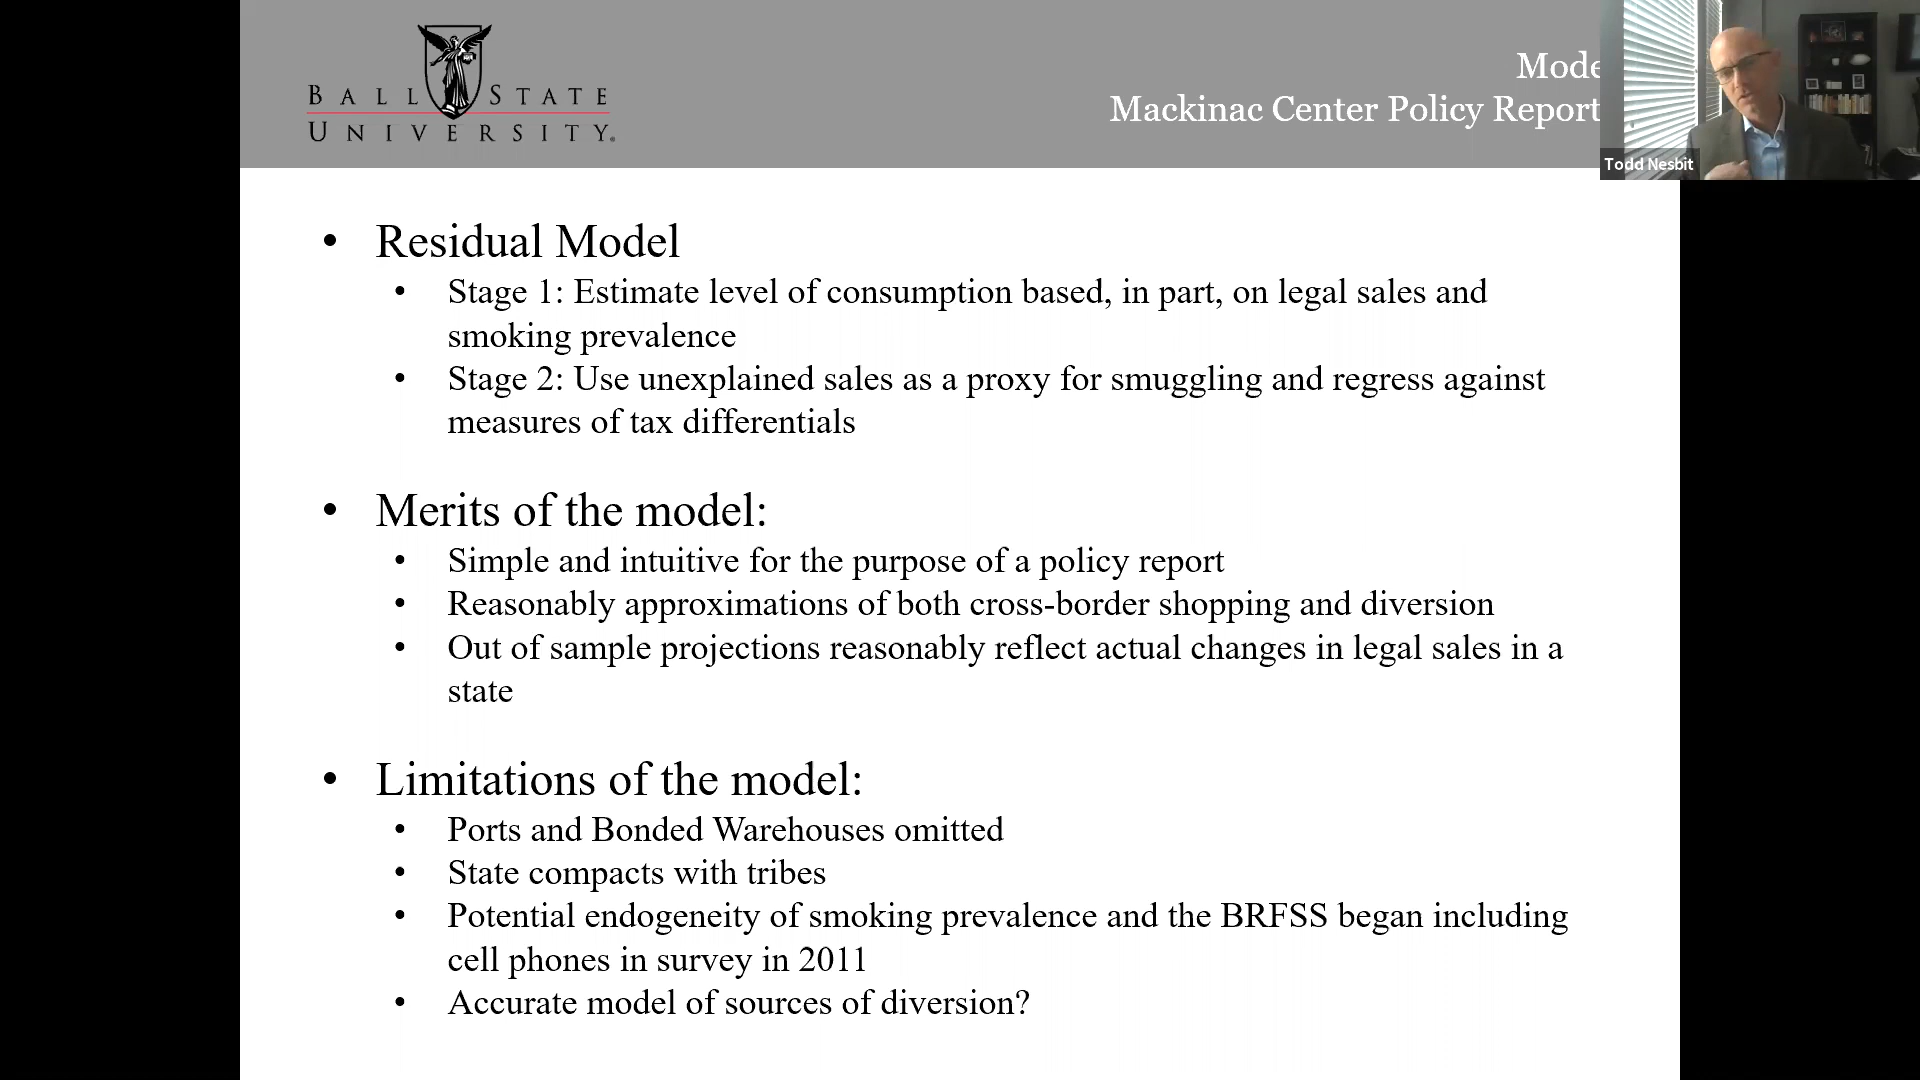 BALL STATE
UNIVERSITY
Mode
Mackinac Center Policy Report
Todd Nesbit
• Residual Model
• Stage 1: Estimate level of consumption based, in part, on legal sales and
smoking prevalence
• Stage 2: Use unexplained sales as a proxy for smuggling and regress against
measures of tax differentials
• Merits of the model:
• Simple and intuitive for the purpose of a policy report
• Reasonably approximations of both cross-border shopping and diversion
• Out of sample projections reasonably reflect actual changes in legal sales in a
state
• Limitations of the model:
• Ports and Bonded Warehouses omitted
• State compacts with tribes
• Potential endogeneity of smoking prevalence and the BRFSS began including
cell phones in survey in 2011
• Accurate model of sources of diversion?